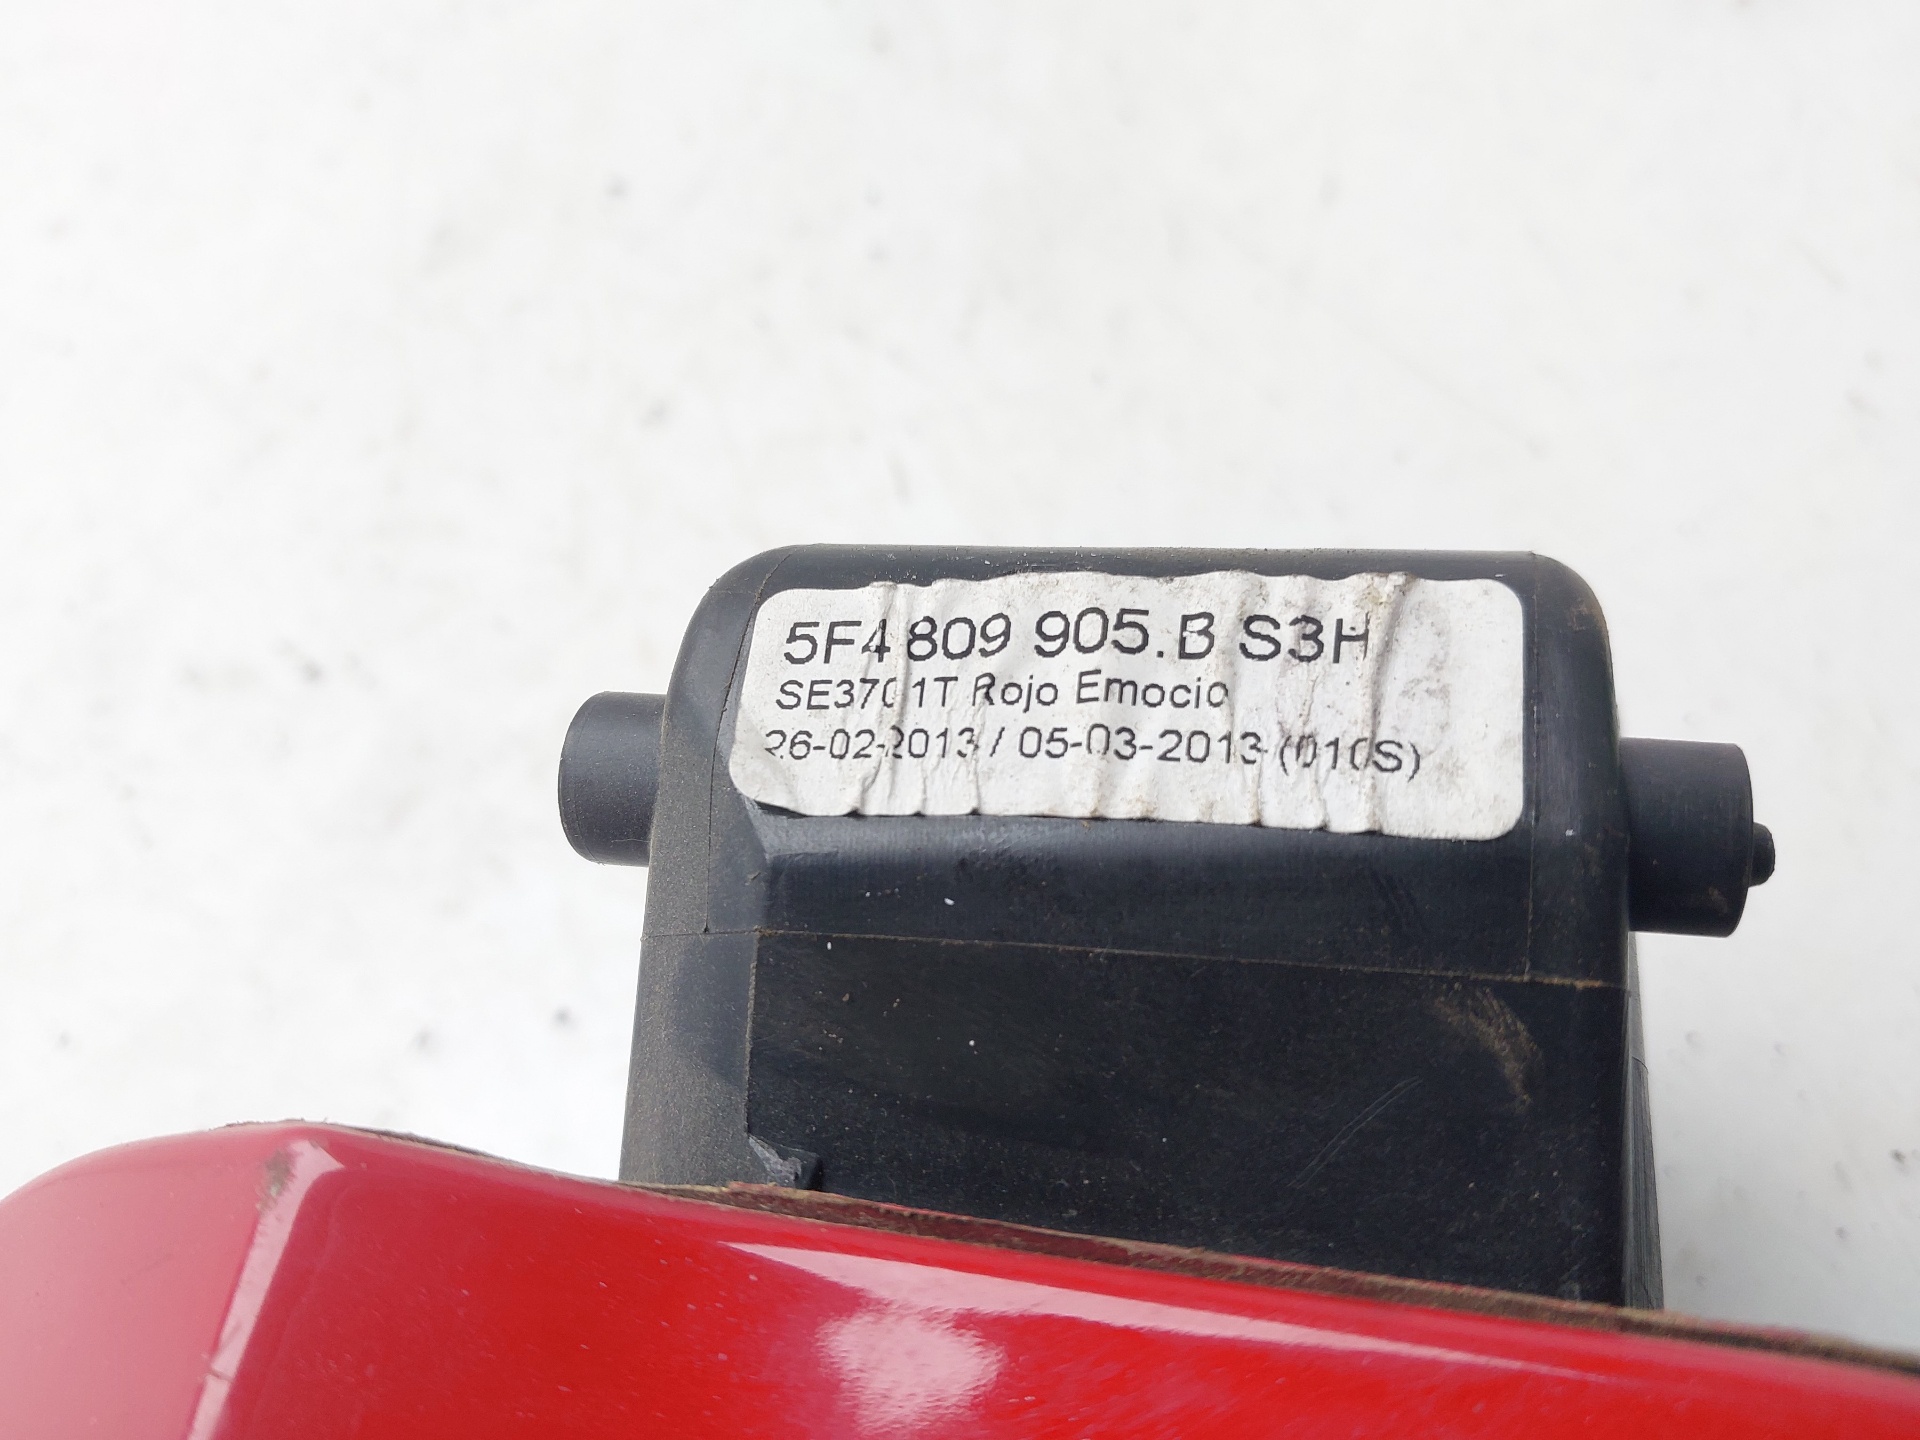 5F4 809 905.B S3H
SE3701T Rojo Emocio
26-02-2013 / 05-03-2013 (010S)